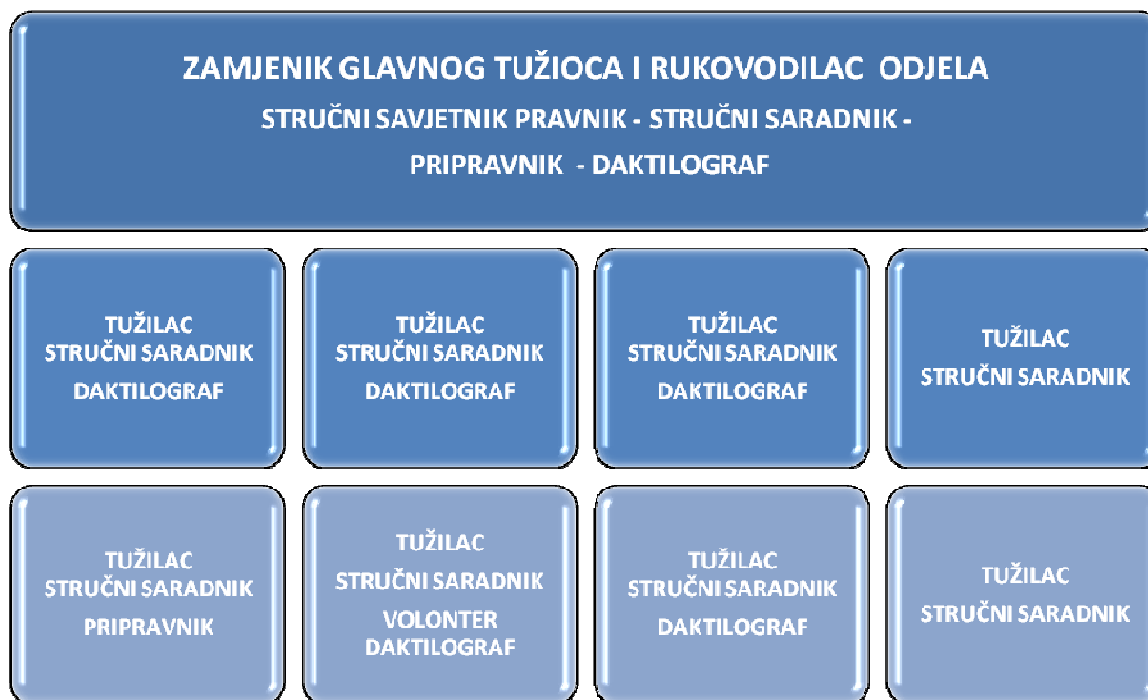 ZAMJENIK GLAVNOG TUŽIOCA I RUKOVODILAC ODJELA
STRUČNI SAVJETNIK PRAVNIK - STRUČNI SARADNIK -
PRIPRAVNIK - DAKTILOGRAF
TUŽILAC
STRUČNI SARADNIK
DAKTILOGRAF
TUŽILAC
STRUČNI SARADNIK
DAKTILOGRAF
TUŽILAC
STRUČNI SARADNIK
DAKTILOGRAF
TUŽILAC
STRUČNI SARADNIK
TUŽILAC
STRUČNI SARADNIK
PRIPRAVNIK
TUŽILAC
STRUČNI SARADNIK
VOLONTER
DAKTILOGRAF
TUŽILAC
STRUČNI SARADNIK
DAKTILOGRAF
TUŽILAC
STRUČNI SARADNIK